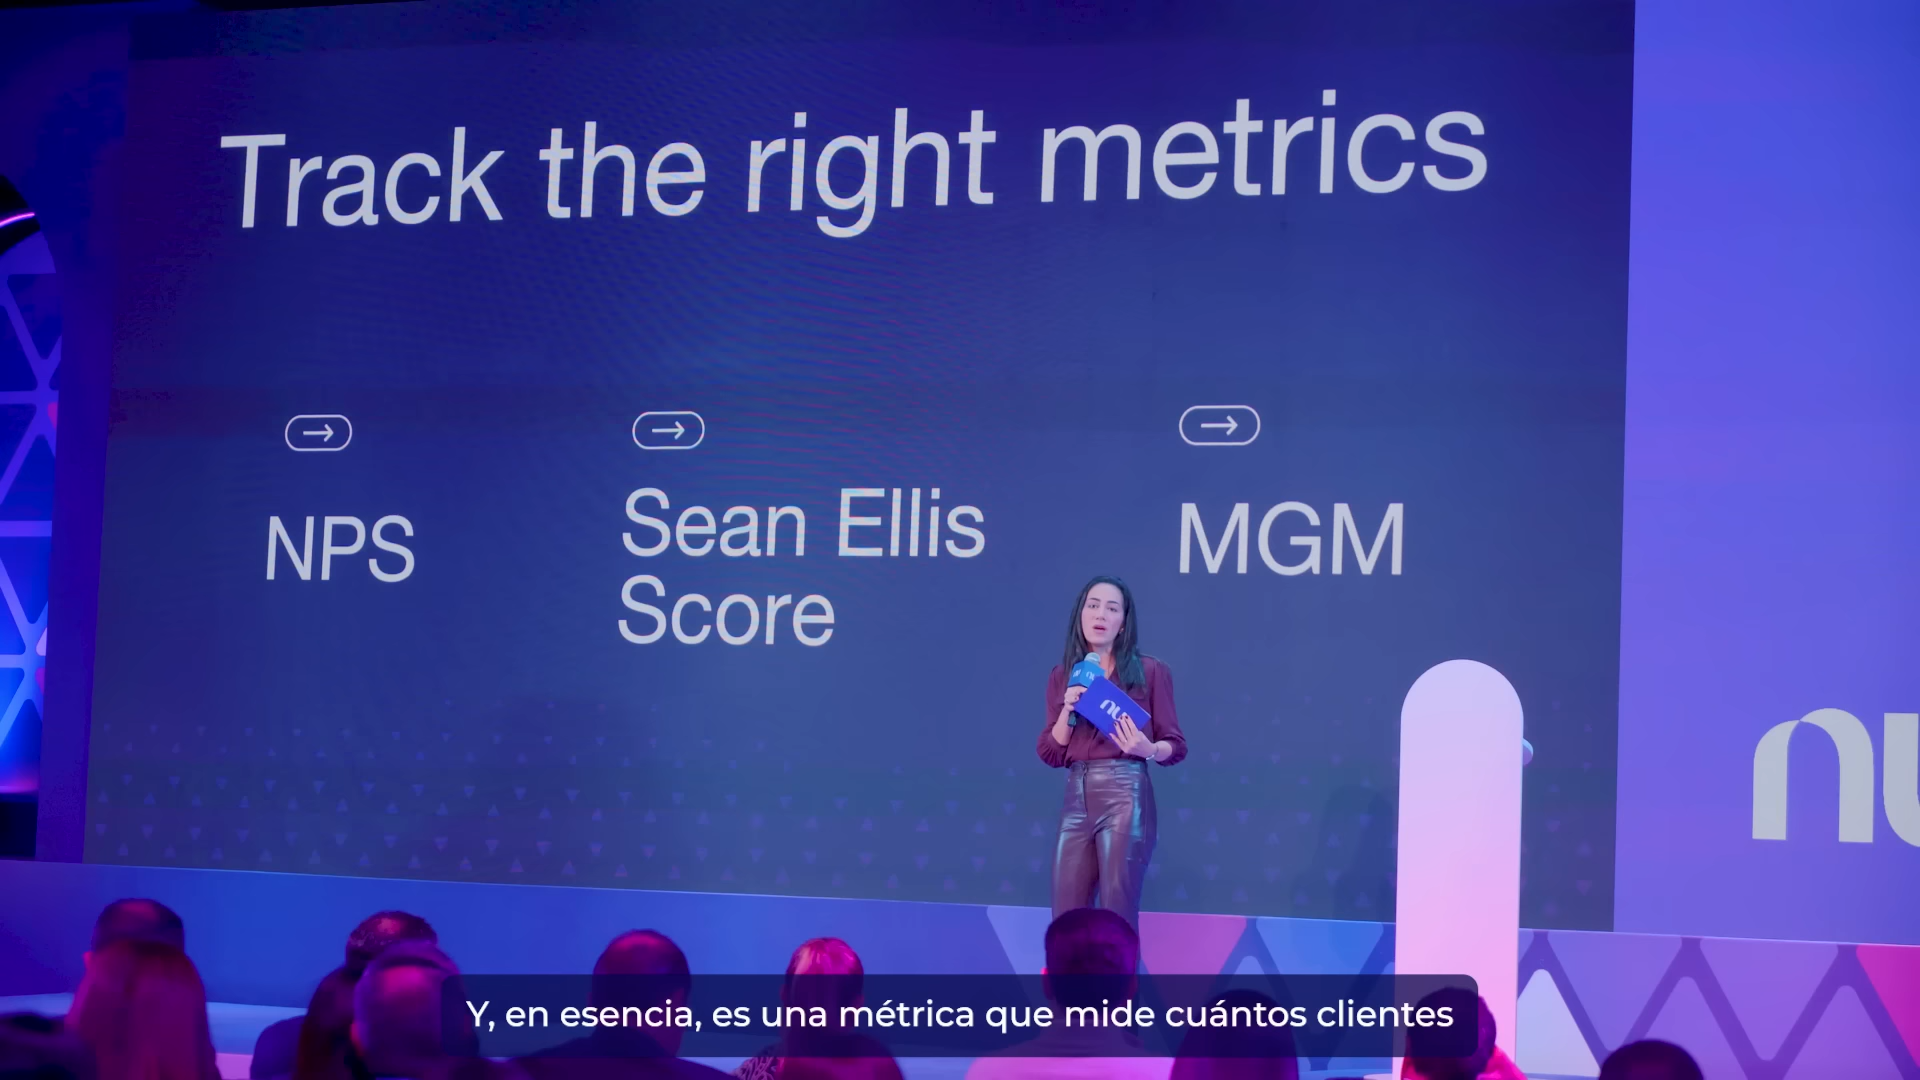 Track the right metrics
NPS
Sean Ellis
Score
MGM
nu
nu
Y, en esencia, es una métrica que mide cuántos clientes